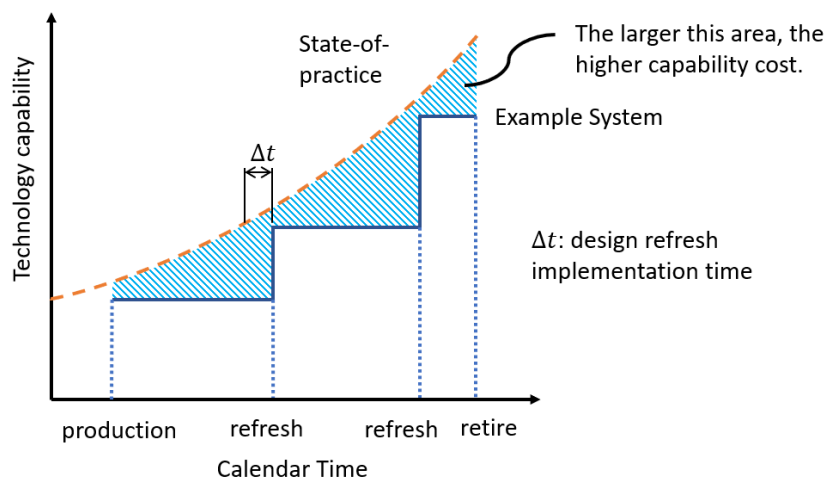 State-of-
practice
The larger this area, the
higher capability cost.
Technology capability
Example System
Δt
Δt: design refresh
implementation time
production
refresh
refresh
retire
Calendar Time